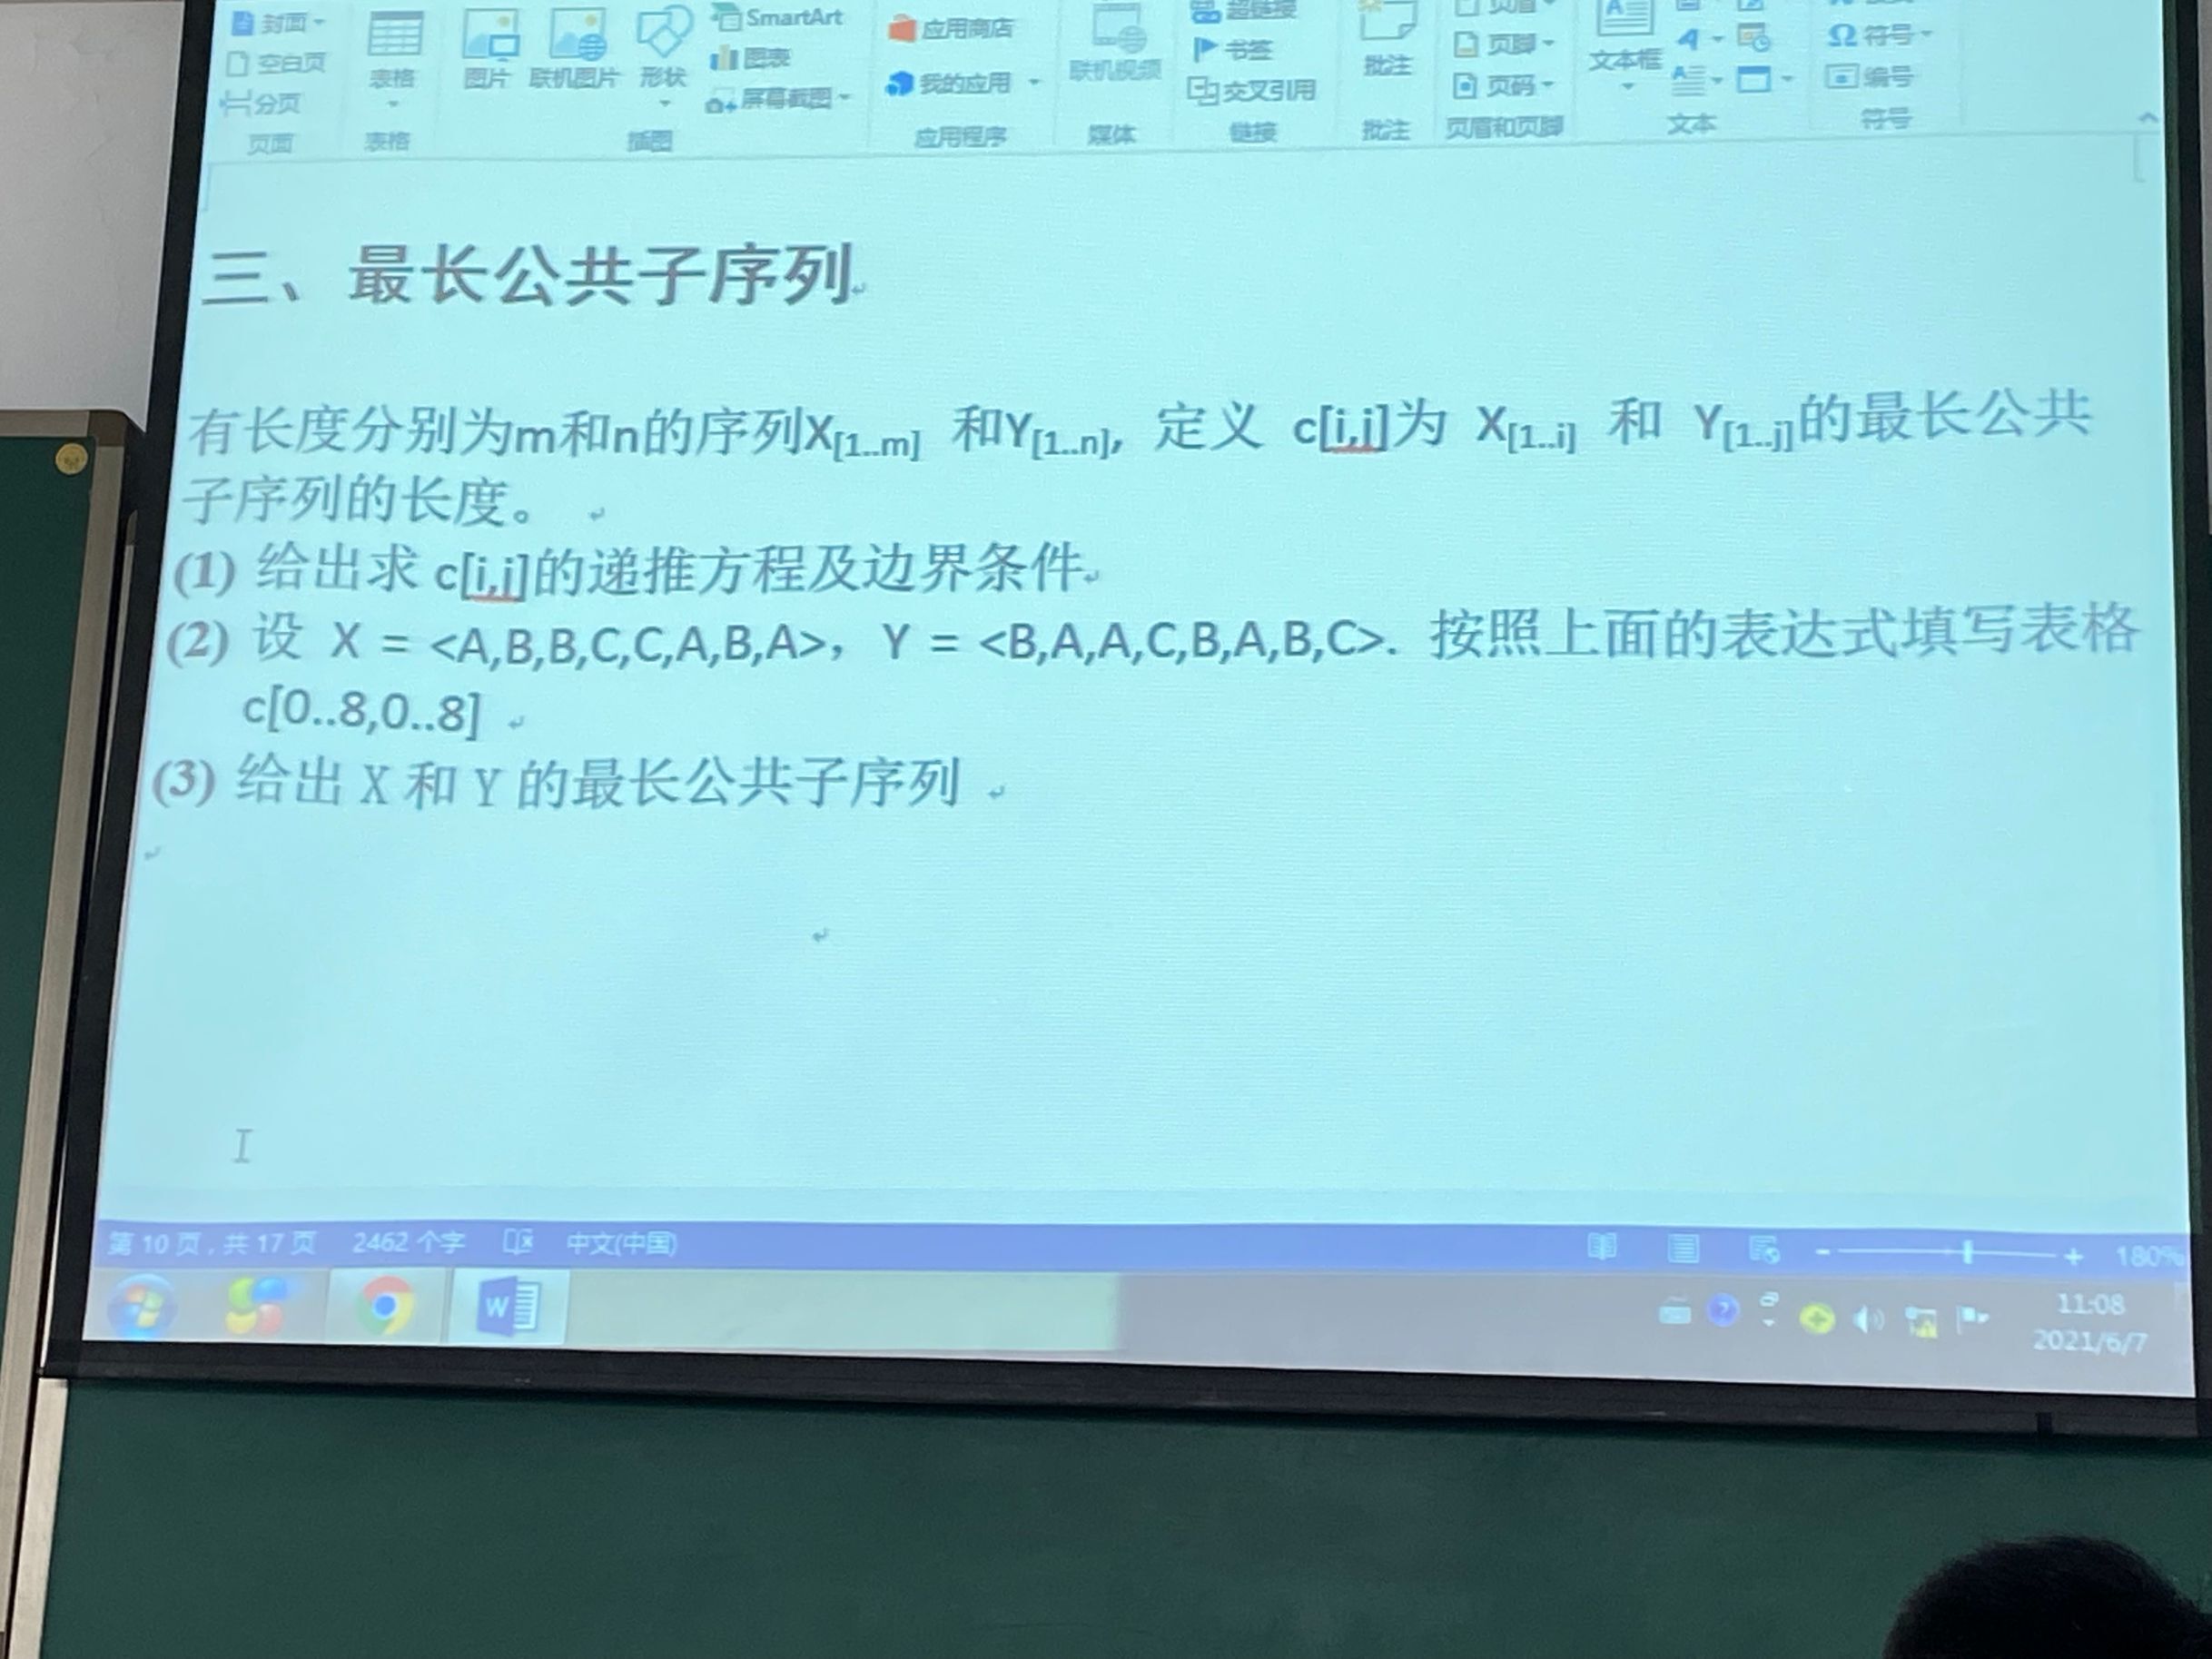 封面
空白页
分页
页面
表格
表格
图片
联机图片
形状
SmartArt
图表
屏幕截图
插图
应用商店
我的应用
应用程序
联机视频
媒体
超链接
书签
交叉引用
链接
批注
批注
页眉
页脚
页码
页眉和页脚
文本框
文本
Ω 符号
编号
符号
三、最长公共子序列
有长度分别为m和n的序列X[1..m] 和Y[1..n], 定义 c[i,j]为 X[1..i] 和 Y[1..j]的最长公共
子序列的长度。
(1) 给出求 c[i,j]的递推方程及边界条件
(2) 设 X = <A,B,B,C,C,A,B,A>, Y = <B,A,A,C,B,A,B,C>. 按照上面的表达式填写表格
c[0..8,0..8]
(3) 给出 X 和 Y 的最长公共子序列
第 10 页，共 17 页 2462 个字 中文(中国) 180%
11:08
2021/6/7